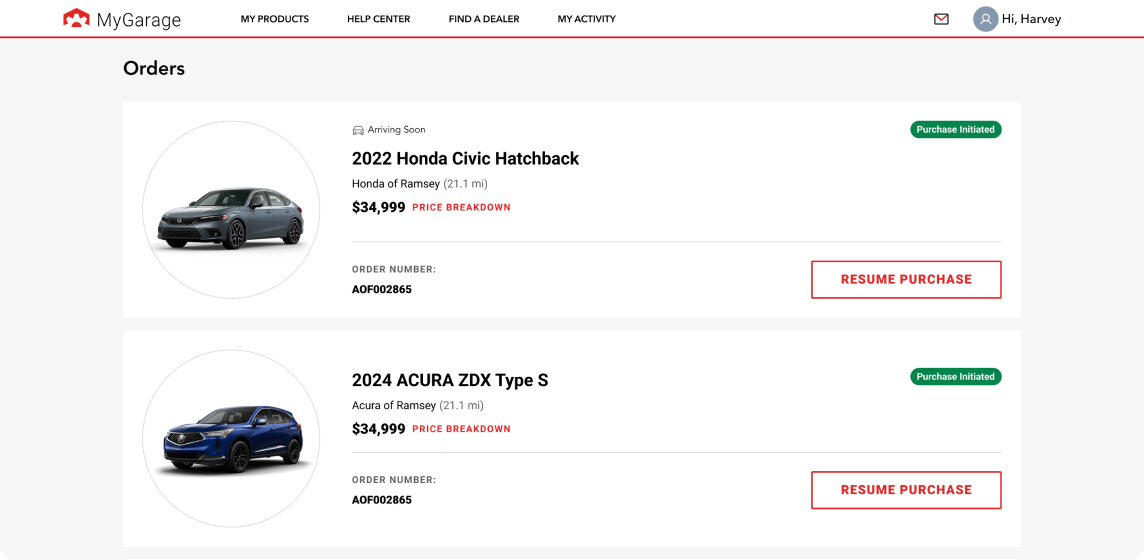 MyGarage
MY PRODUCTS HELP CENTER FIND A DEALER MY ACTIVITY
Hi, Harvey
Orders
Arriving Soon
Purchase Initiated
2022 Honda Civic Hatchback
Honda of Ramsey (21.1 mi)
$34,999 PRICE BREAKDOWN
ORDER NUMBER:
AOF002865
RESUME PURCHASE
2024 ACURA ZDX Type S
Purchase Initiated
Acura of Ramsey (21.1 mi)
$34,999 PRICE BREAKDOWN
ORDER NUMBER:
AOF002865
RESUME PURCHASE